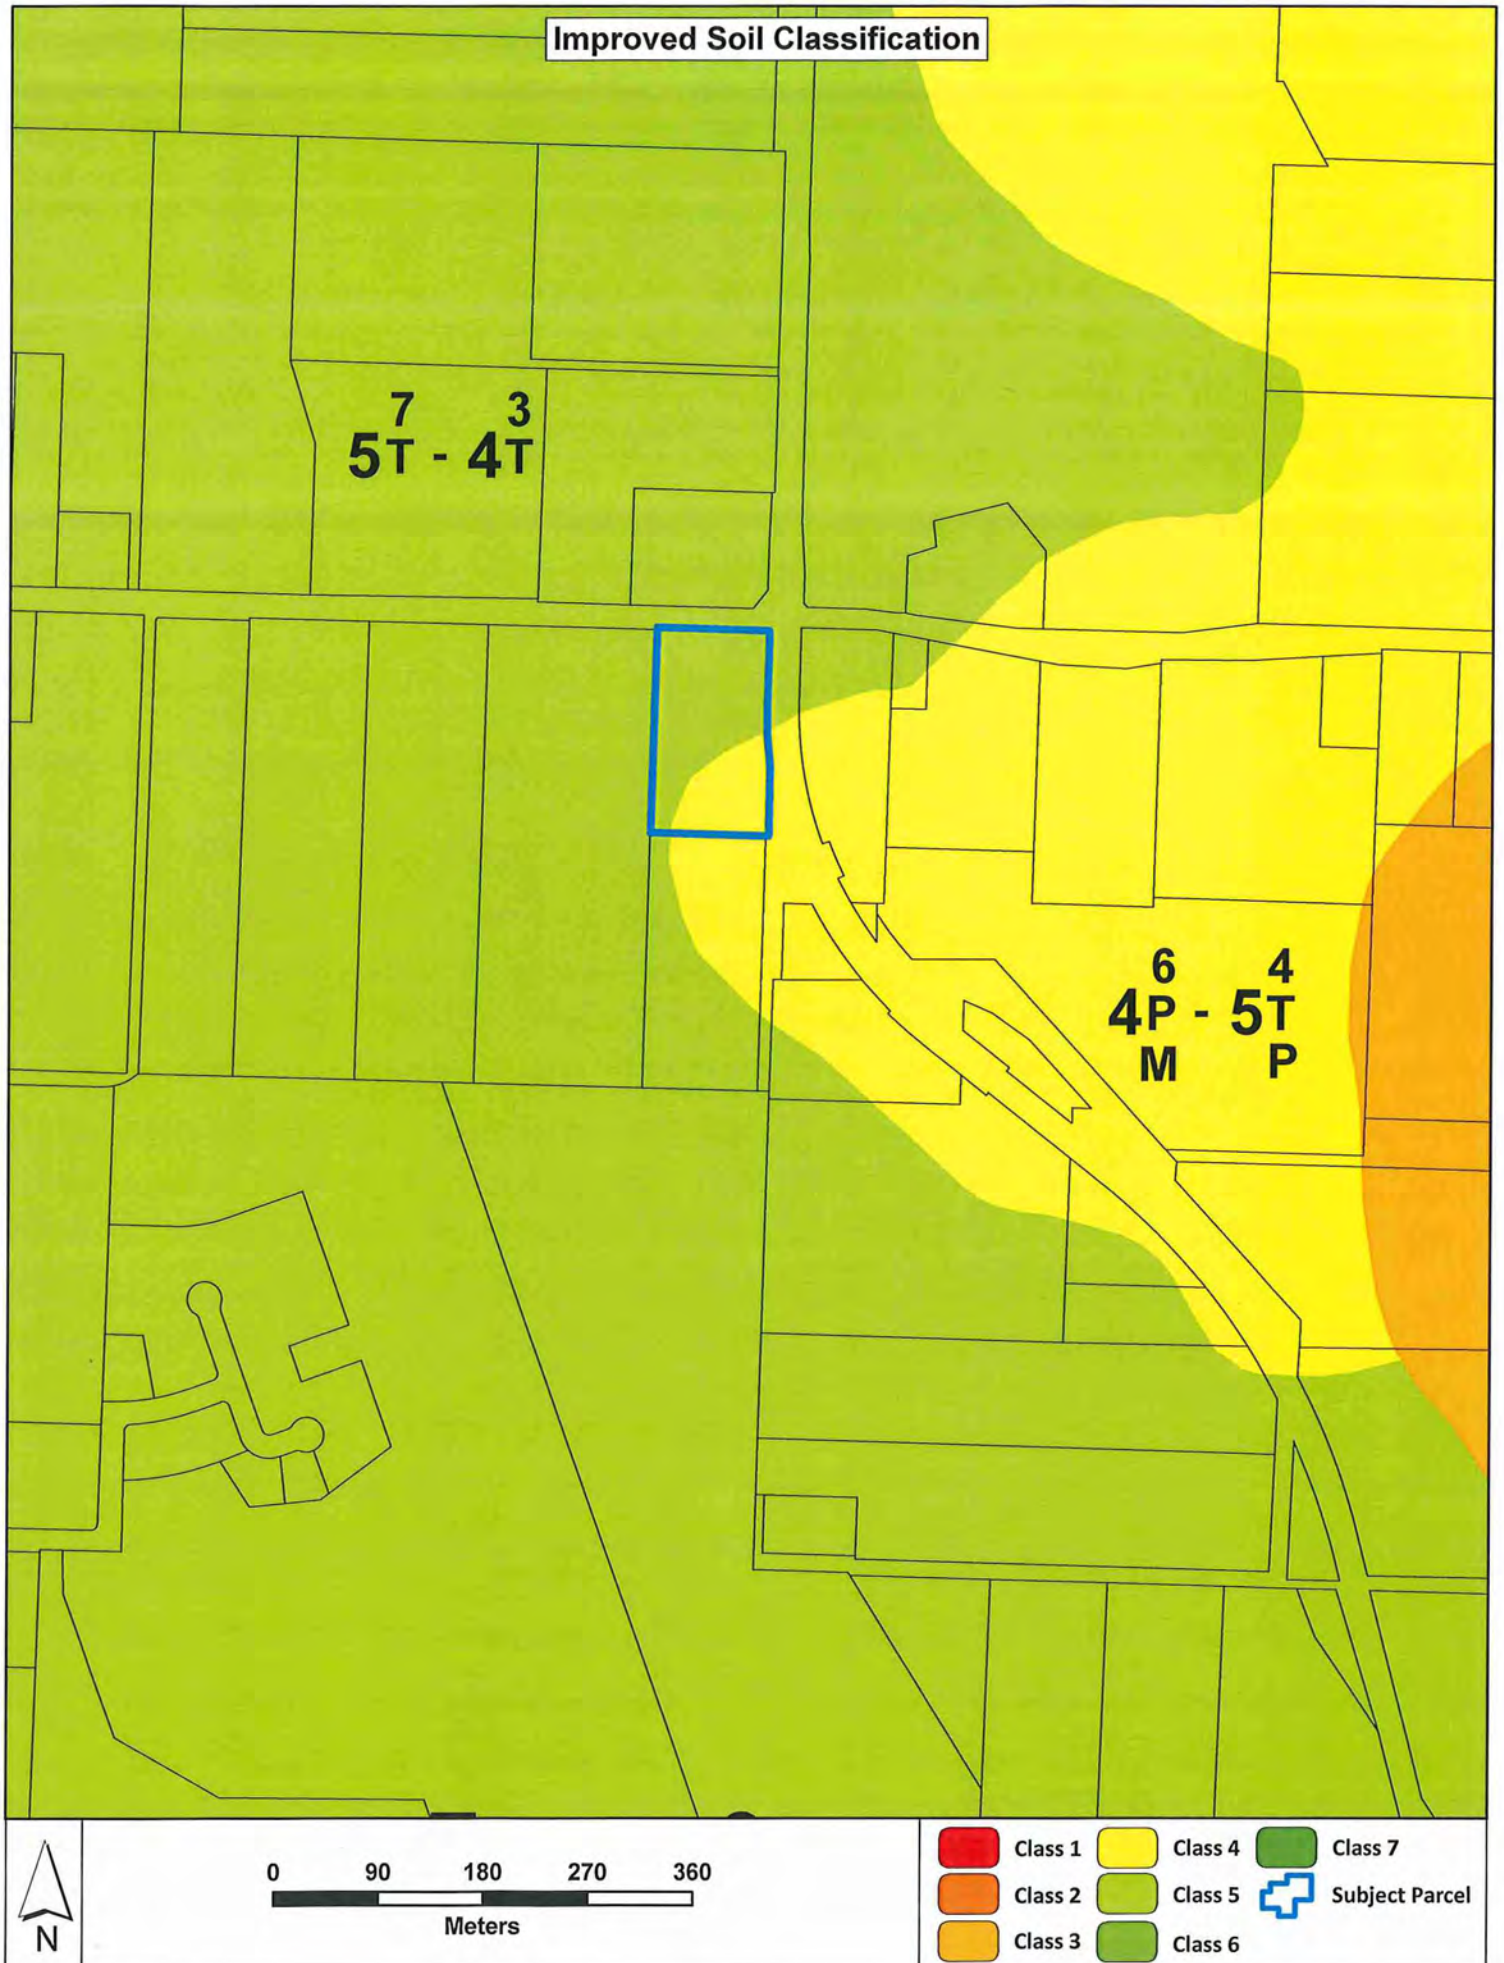 Improved Soil Classification
7 3
5T - 4T
6 4
4P - 5T
M P
N
0 90 180 270 360
Meters
Class 1
Class 2
Class 3
Class 4
Class 5
Class 6
Class 7
Subject Parcel